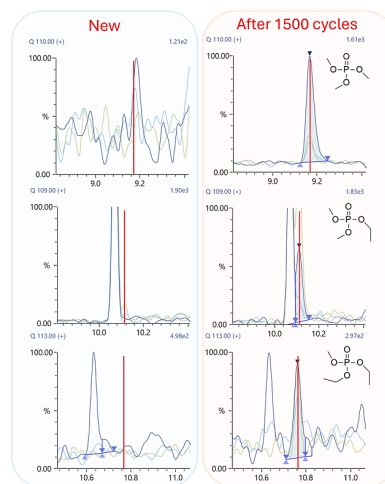 New
After 1500 cycles
Q 110.00 (+) 1.21e2
100.00
%
0.00
9.0 9.2
Q 110.00 (+) 1.61e3
100.00
%
0.00
9.0 9.2
O
O P O
O
Q 109.00 (+) 1.90e3
100.00
%
0.00
10.0 10.2
Q 109.00 (+) 1.83e3
100.00
%
0.00
10.0 10.2
O
O P O
O
Q 113.00 (+) 4.98e2
100.00
%
0.00
10.6 10.8 11.0
Q 113.00 (+) 2.97e2
100.00
%
0.00
10.6 10.8 11.0
O
O P O
O